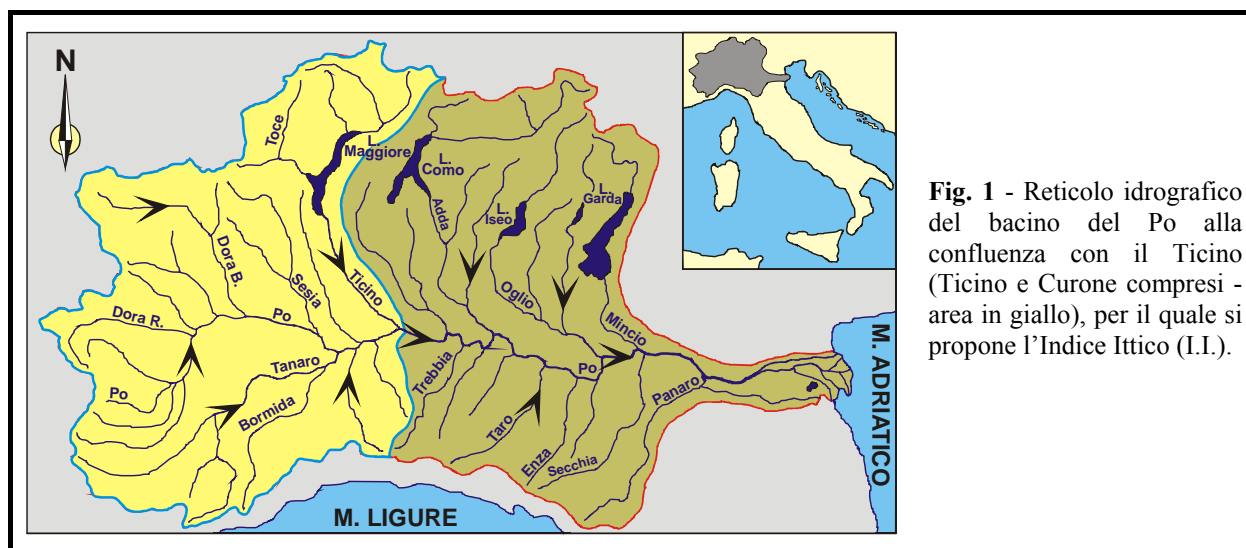 N
Toce
L.
Maggiore
L.
Como
Adda
L.
Iseo
L.
Garda
Dora B.
Sesia
Ticino
Oglio
Mincio
Dora R.
Po
Tanaro
Po
Bormida
Trebbia
Po
Panaro
Taro
Enza
Secchia
M. LIGURE
M. ADRIATICO
Fig. 1 - Reticolo idrografico
del bacino del Po alla
confluenza con il Ticino
(Ticino e Curone compresi -
area in giallo), per il quale si
propone l’Indice Ittico (I.I.).